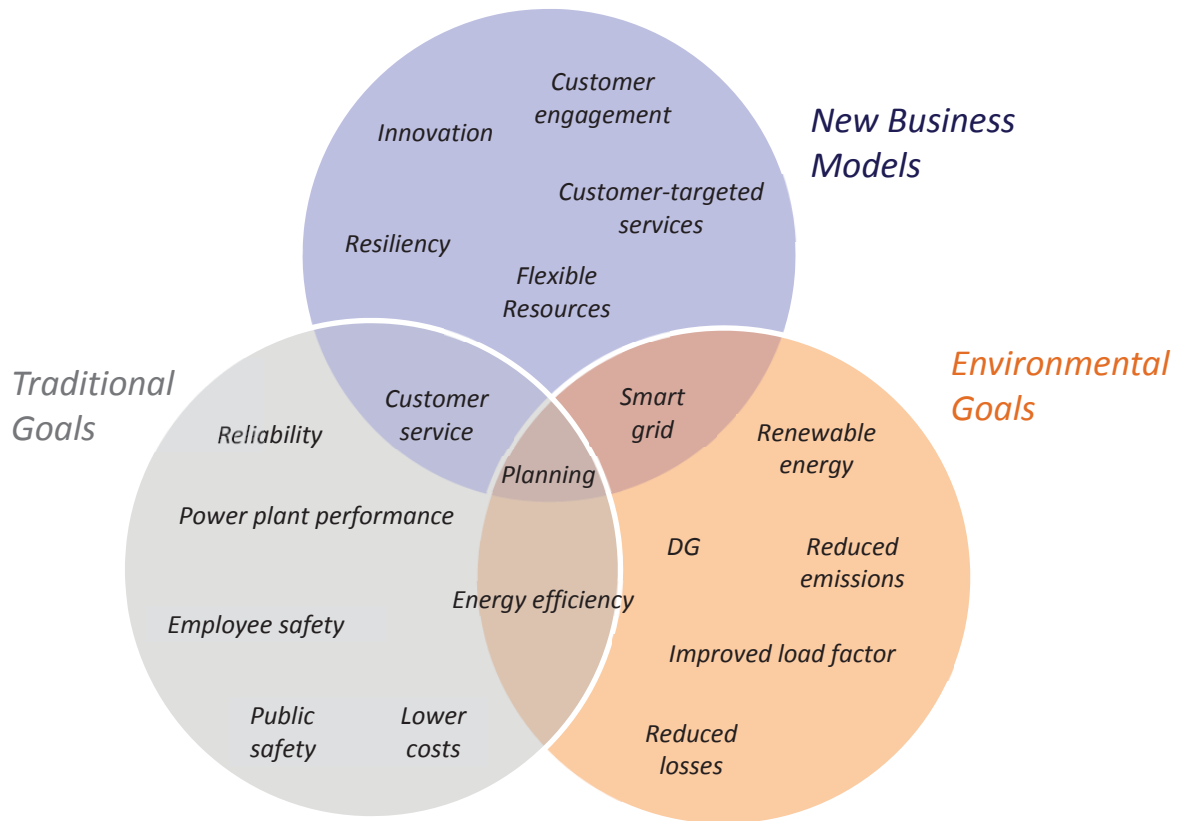 Customer
engagement
Innovation
New Business
Models
Customer-targeted
services
Resiliency
Flexible
Resources
Traditional
Goals
Environmental
Goals
Customer
service
Smart
grid
Reliability
Renewable
energy
Planning
Power plant performance
DG
Reduced
emissions
Energy efficiency
Employee safety
Improved load factor
Public
safety
Lower
costs
Reduced
losses